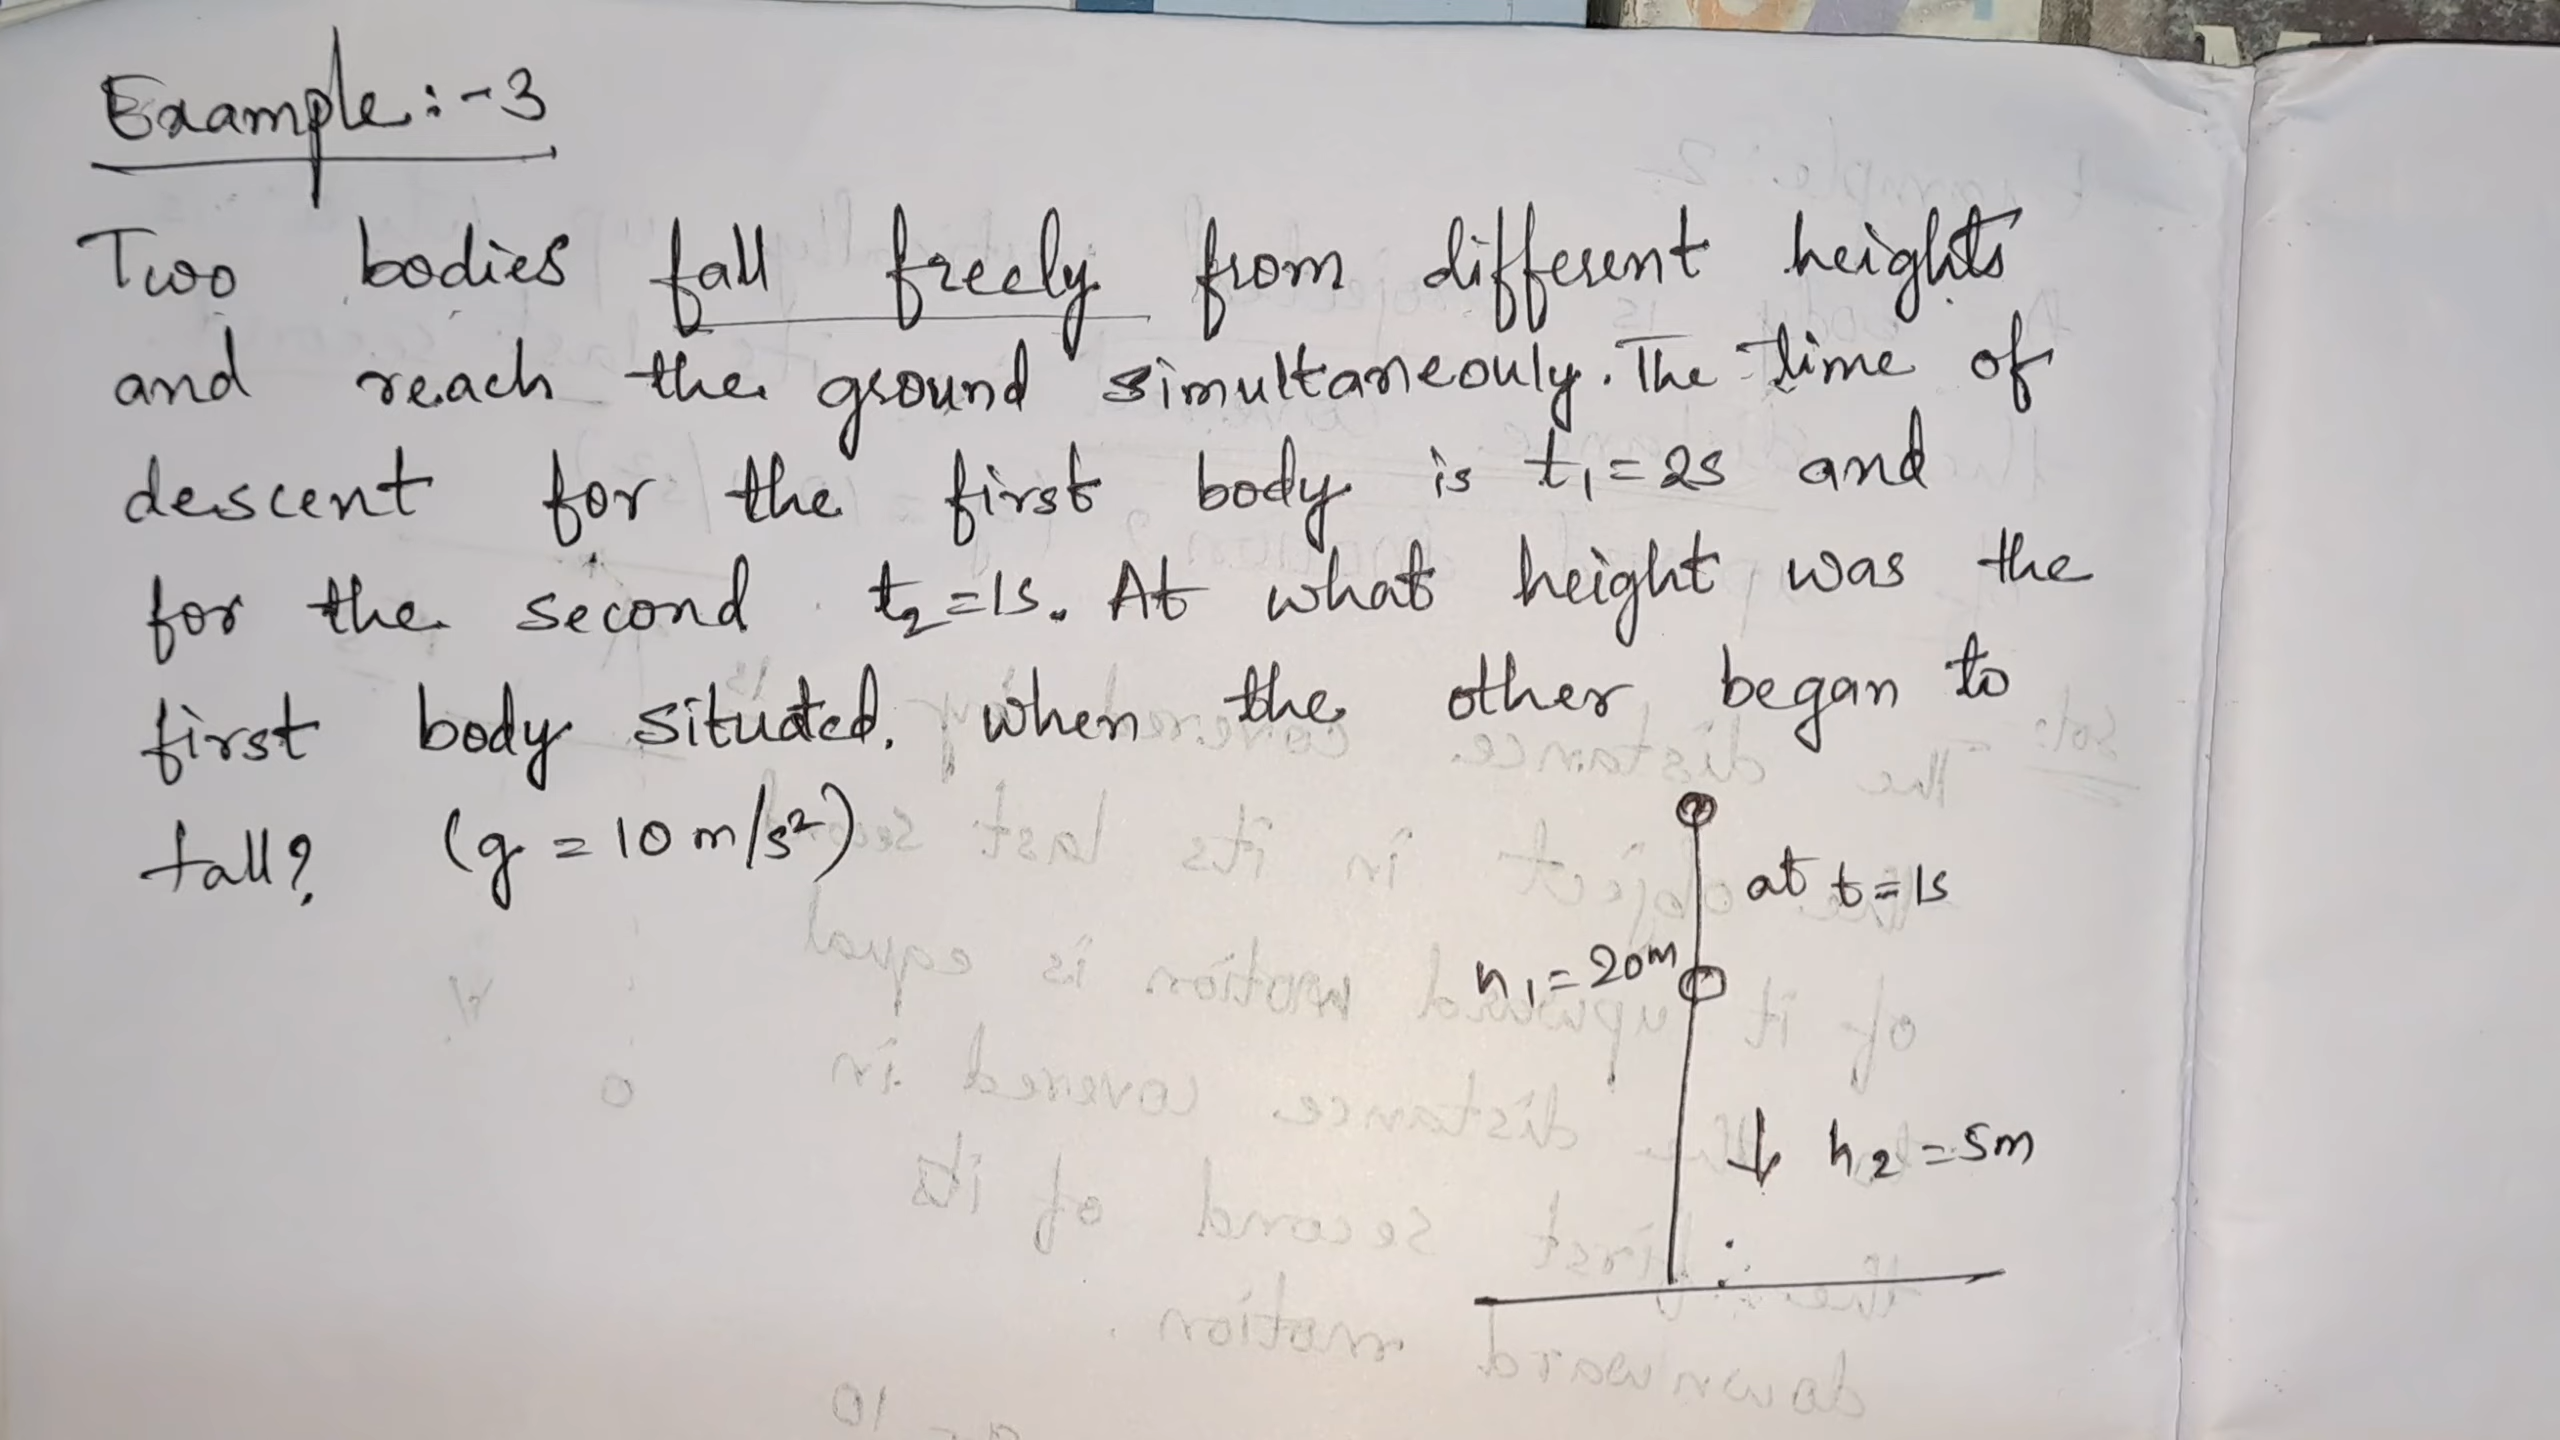 Example:-3
Two bodies fall freely from different heights
and reach the ground simultaneouly. The time of
descent for the first body is t₁=2s and
for the second t₂=1s. At what height was the
first body situated, when the other began to
fall? (g = 10 m/s²)
at t=1s
h₁=20m
h₂=5m